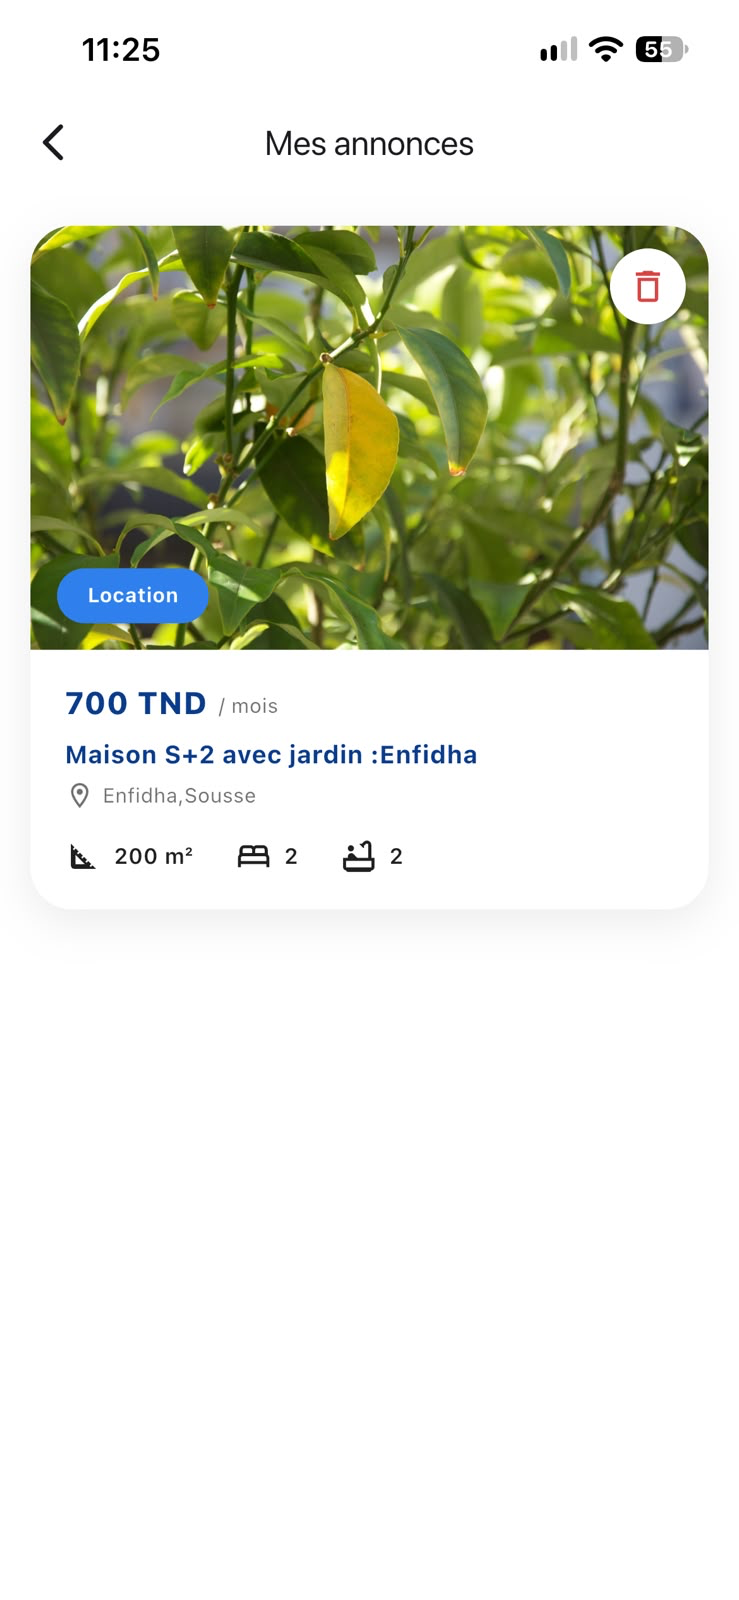 11:25
55
Mes annonces
Location
700 TND / mois
Maison S+2 avec jardin :Enfidha
Enfidha,Sousse
200 m² 2 2